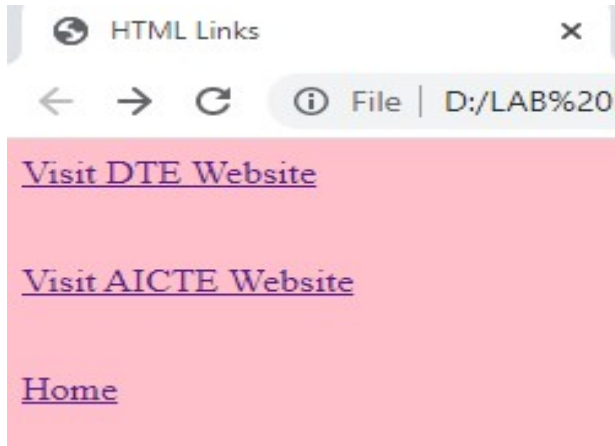 HTML Links
File | D:/LAB%20
Visit DTE Website
Visit AICTE Website
Home